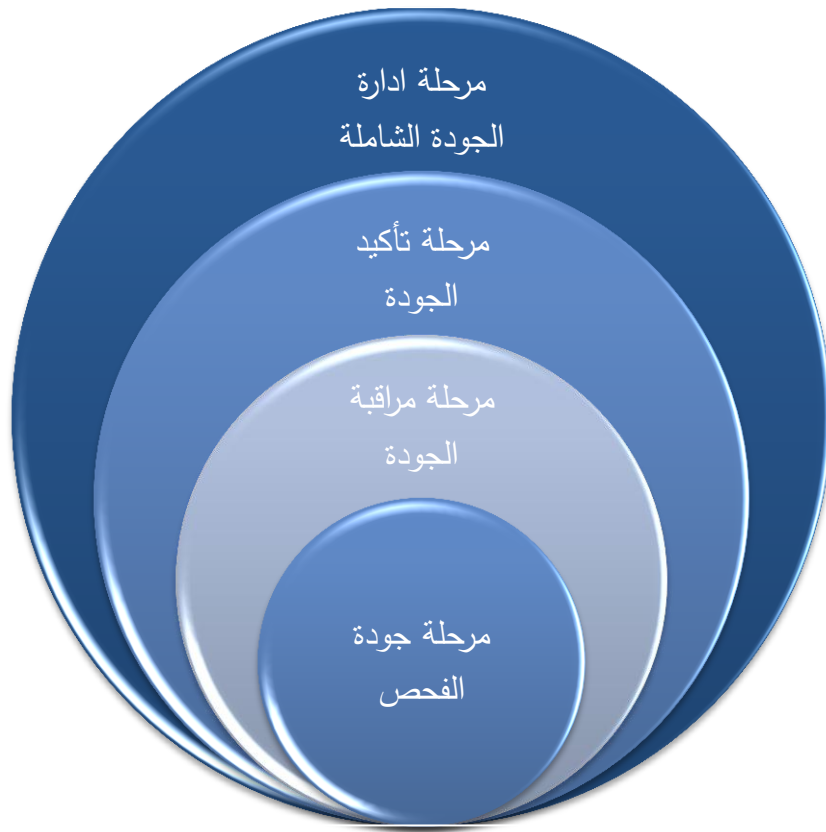 مرحلة ادارة
الجودة الشاملة
مرحلة تأكيد
الجودة
مرحلة مراقبة
الجودة
مرحلة جودة
الفحص